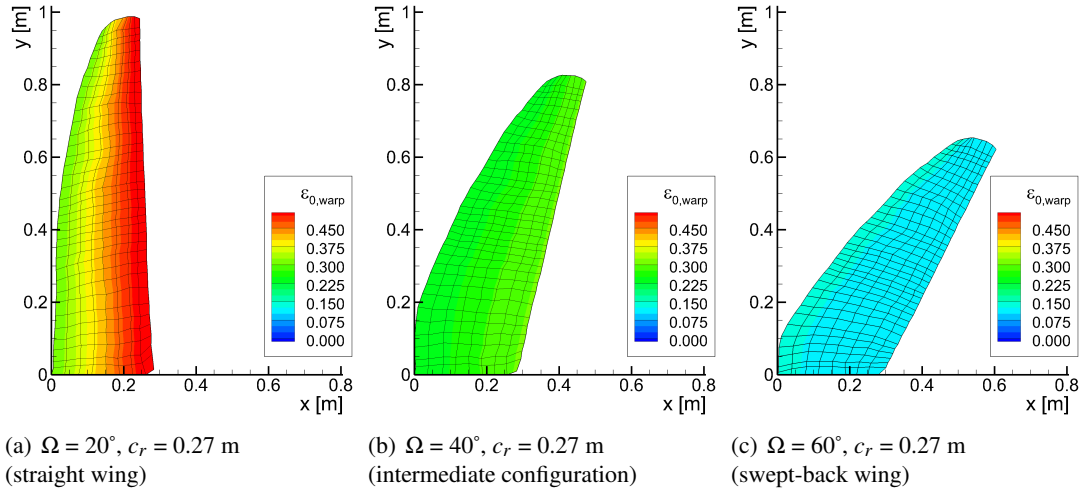 y [m]
1
0.8
0.6
0.4
0.2
0
0 0.2 0.4 0.6 0.8
x [m]
ε0,warp
0.450
0.375
0.300
0.225
0.150
0.075
0.000
y [m]
1
0.8
0.6
0.4
0.2
0
0 0.2 0.4 0.6 0.8
x [m]
ε0,warp
0.450
0.375
0.300
0.225
0.150
0.075
0.000
y [m]
1
0.8
0.6
0.4
0.2
0
0 0.2 0.4 0.6 0.8
x [m]
ε0,warp
0.450
0.375
0.300
0.225
0.150
0.075
0.000
(a) Ω = 20°, cr = 0.27 m
(straight wing)
(b) Ω = 40°, cr = 0.27 m
(intermediate configuration)
(c) Ω = 60°, cr = 0.27 m
(swept-back wing)